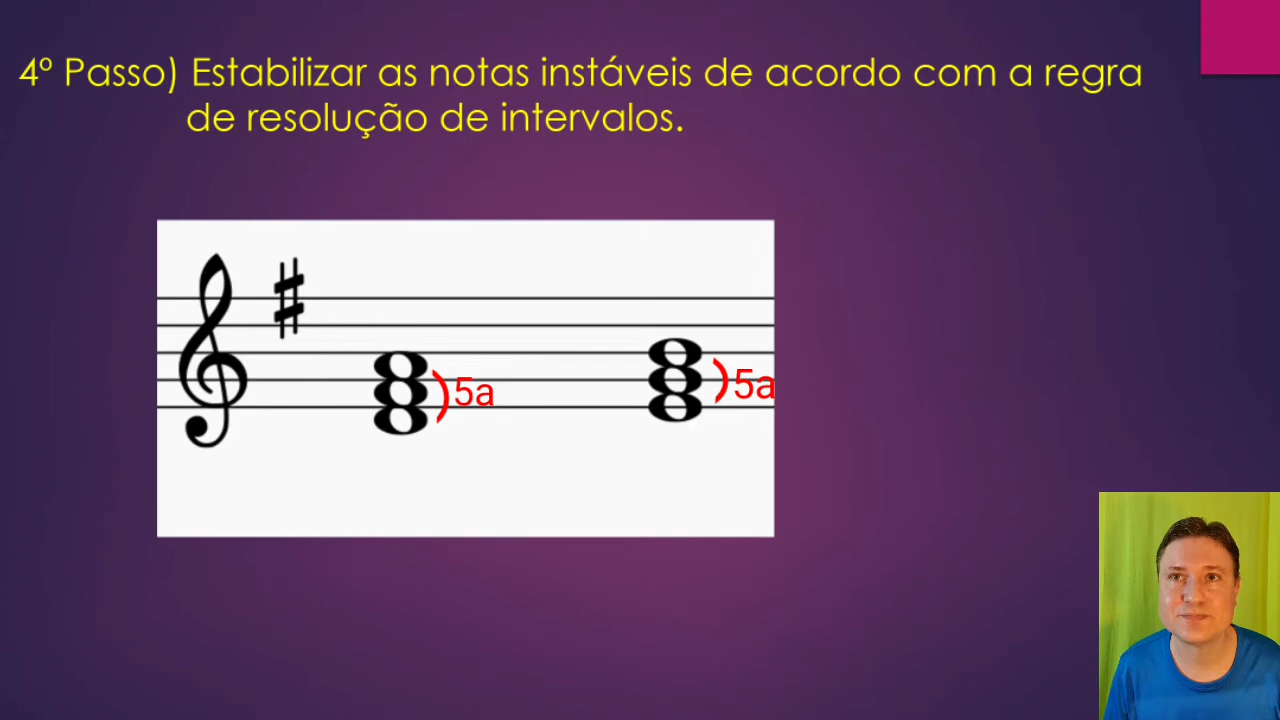 4º Passo) Estabilizar as notas instáveis de acordo com a regra
de resolução de intervalos.
5a
5a